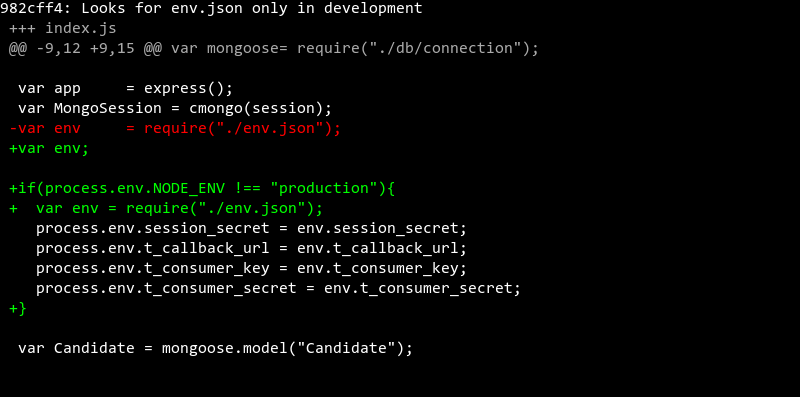 982cff4: Looks for env.json only in development
+++ index.js
@@ -9,12 +9,15 @@ var mongoose= require("./db/connection");

 var app     = express();
 var MongoSession = cmongo(session);
-var env     = require("./env.json");
+var env;

+if(process.env.NODE_ENV !== "production"){
+  var env = require("./env.json");
   process.env.session_secret = env.session_secret;
   process.env.t_callback_url = env.t_callback_url;
   process.env.t_consumer_key = env.t_consumer_key;
   process.env.t_consumer_secret = env.t_consumer_secret;
+}

 var Candidate = mongoose.model("Candidate");